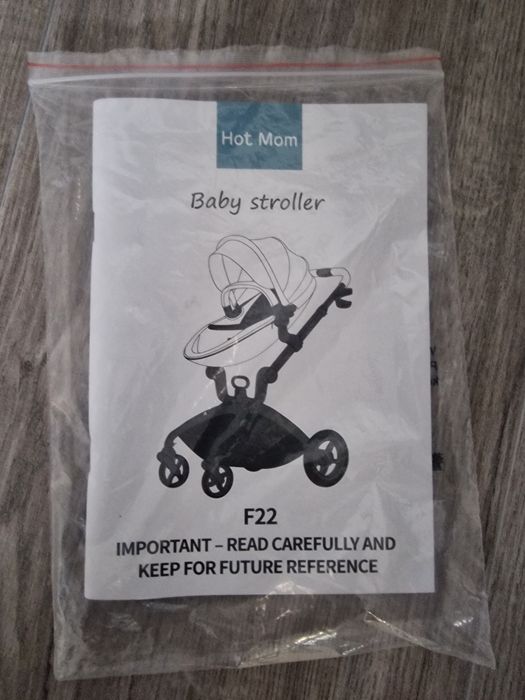 Hot Mom
Baby stroller
F22
IMPORTANT – READ CAREFULLY AND
KEEP FOR FUTURE REFERENCE